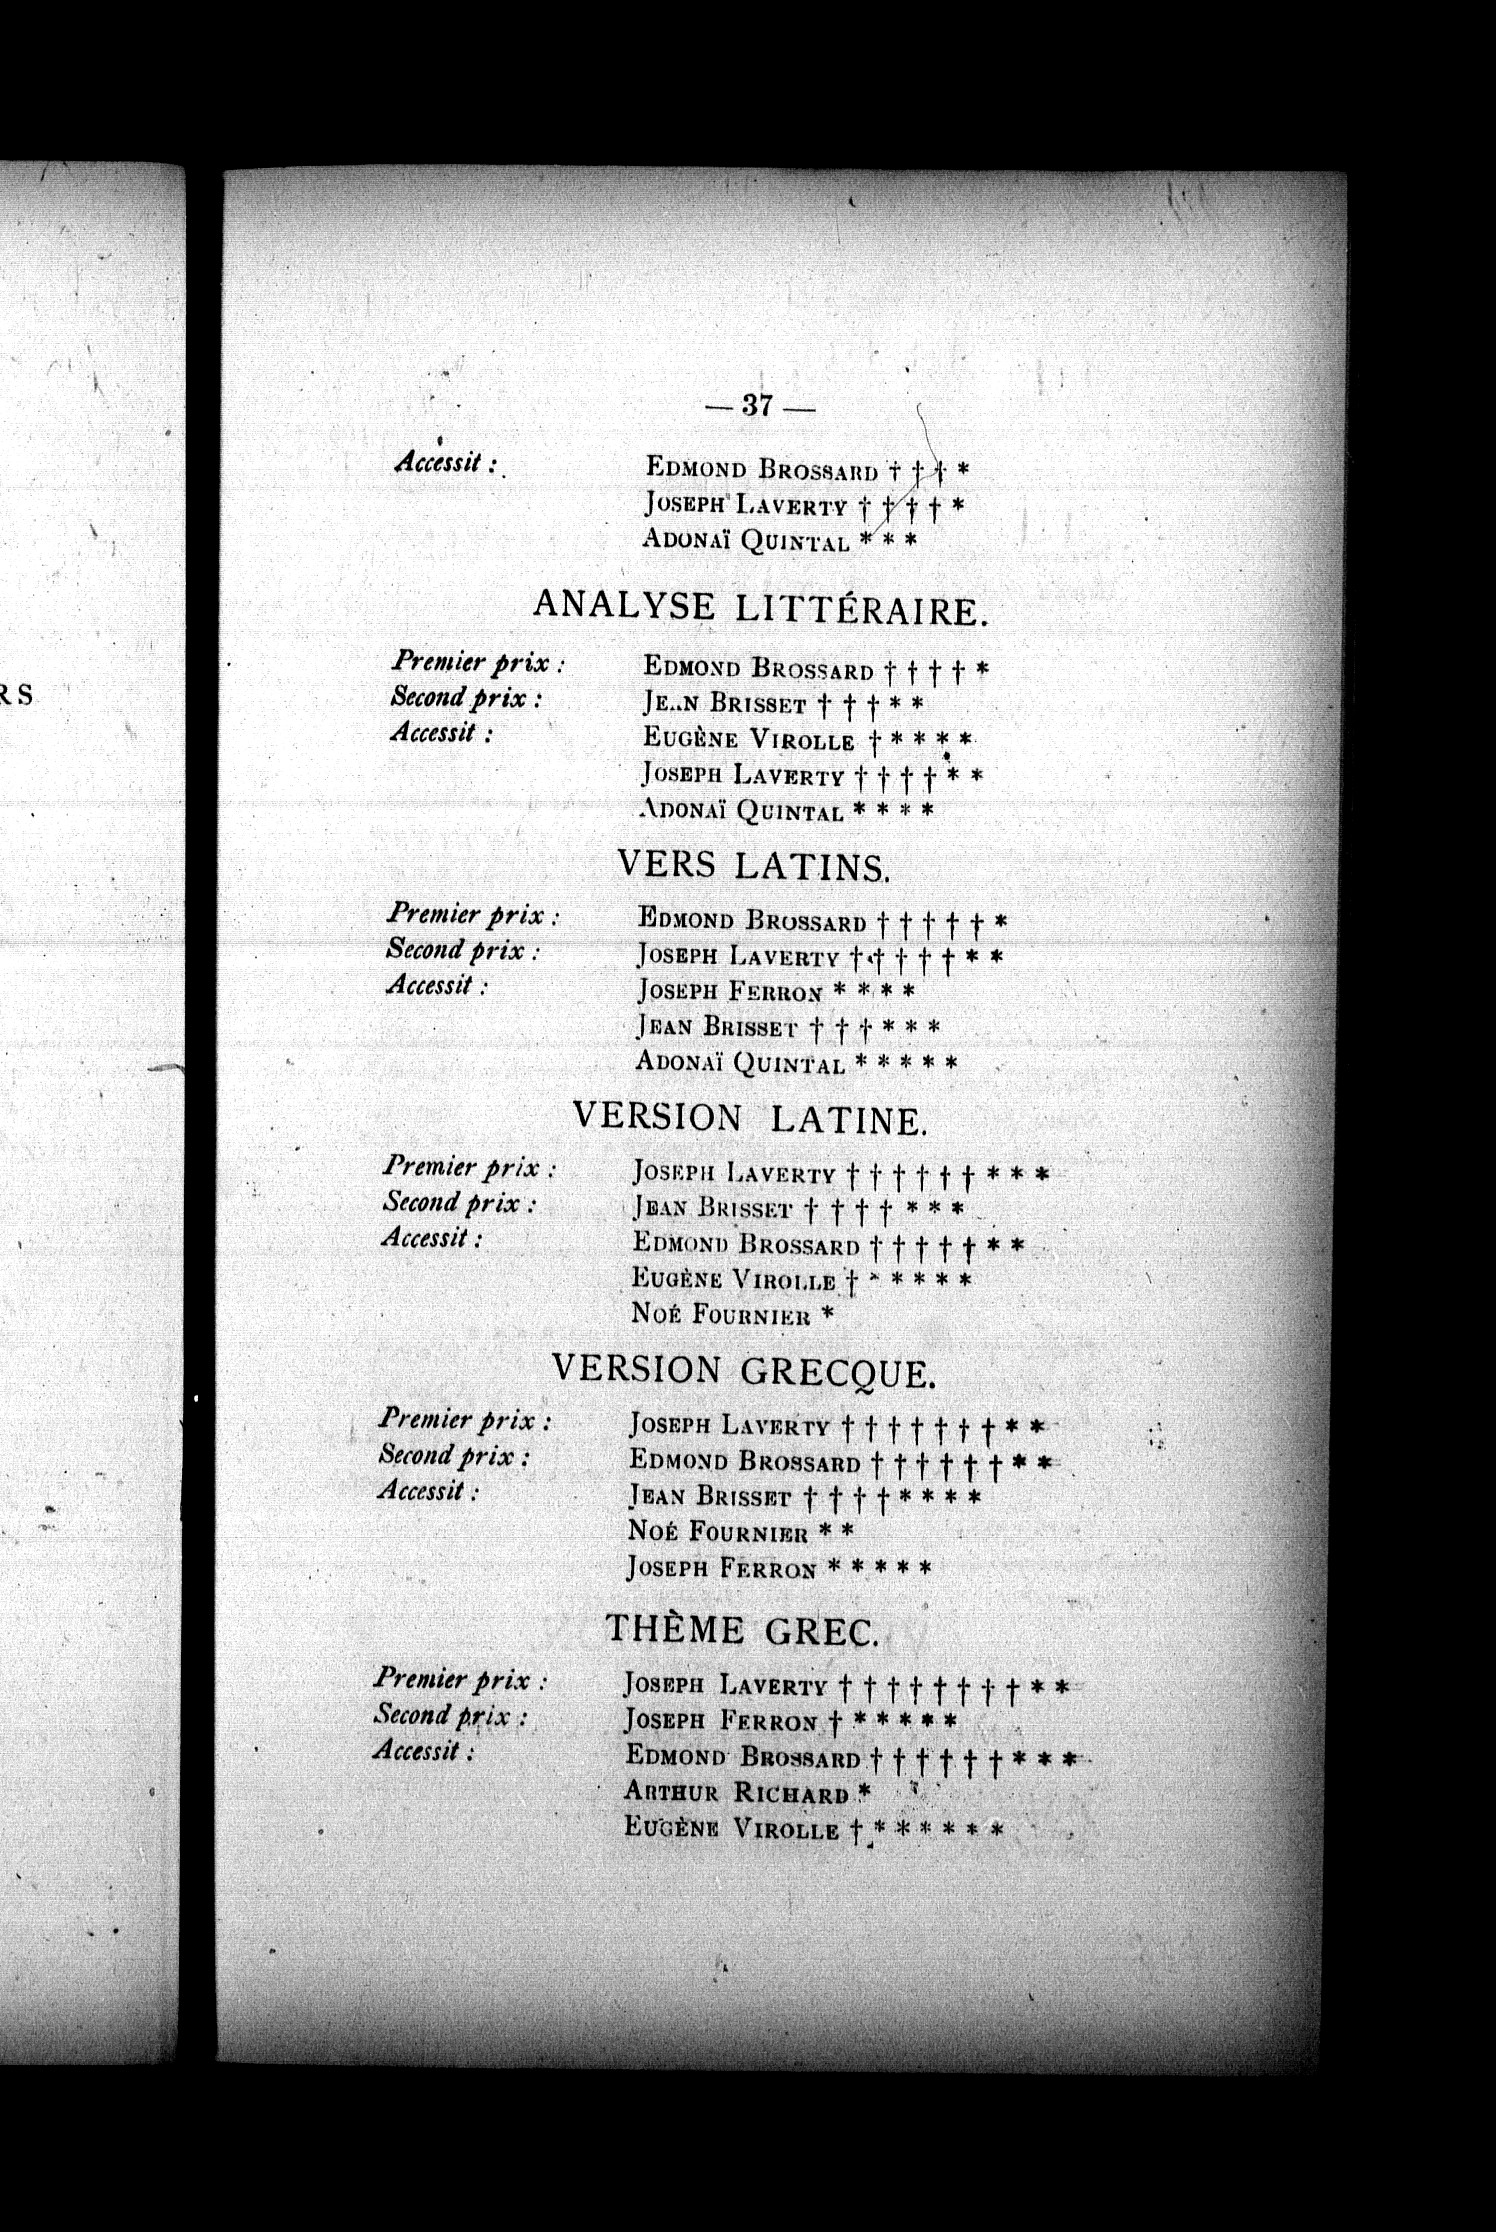 — 37 —
Accessit : EDMOND BROSSARD † † † *
JOSEPH LAVERTY † † † † *
ADONAÏ QUINTAL * * *
ANALYSE LITTÉRAIRE.
Premier prix : EDMOND BROSSARD † † † † *
Second prix : JE..N BRISSET † † † * *
Accessit : EUGÈNE VIROLLE † * * * *
JOSEPH LAVERTY † † † † * *
ADONAÏ QUINTAL * * * *
VERS LATINS.
Premier prix : EDMOND BROSSARD † † † † † *
Second prix : JOSEPH LAVERTY † † † † † * *
Accessit : JOSEPH FERRON * * * *
JEAN BRISSET † † † * * *
ADONAÏ QUINTAL * * * * *
VERSION LATINE.
Premier prix : JOSEPH LAVERTY † † † † † † * * *
Second prix : JEAN BRISSET † † † † * * *
Accessit : EDMOND BROSSARD † † † † † * *
EUGÈNE VIROLLE † * * * * *
NOÉ FOURNIER *
VERSION GRECQUE.
Premier prix : JOSEPH LAVERTY † † † † † † † * *
Second prix : EDMOND BROSSARD † † † † † † * *
Accessit : JEAN BRISSET † † † † * * * *
NOÉ FOURNIER * *
JOSEPH FERRON * * * * *
THÈME GREC.
Premier prix : JOSEPH LAVERTY † † † † † † † † * *
Second prix : JOSEPH FERRON † * * * * *
Accessit : EDMOND BROSSARD † † † † † † * * *
ARTHUR RICHARD *
EUGÈNE VIROLLE † * * * * * *